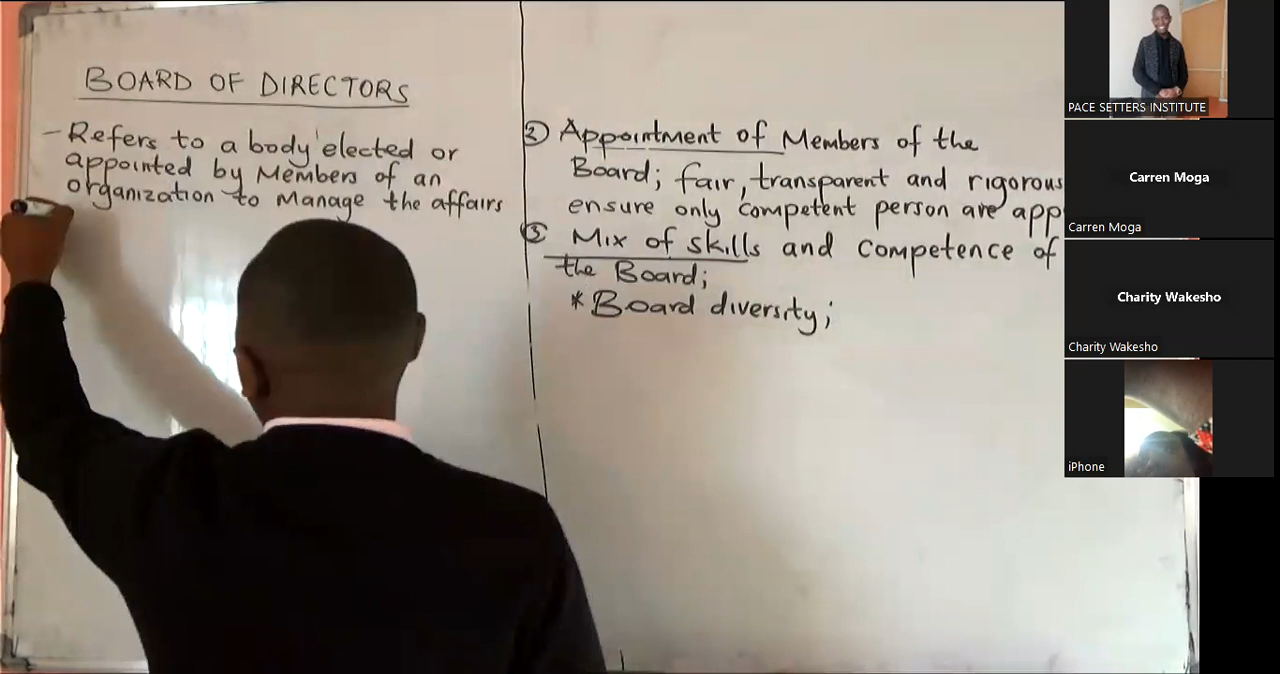 BOARD OF DIRECTORS
- Refers to a body elected or
appointed by Members of an
organization to Manage the affairs
② Appointment of Members of the
Board; fair, transparent and rigorous
ensure only competent person are app
③ Mix of skills and competence of
the Board;
* Board diversity;
PACE SETTERS INSTITUTE
Carren Moga
Carren Moga
Charity Wakesho
Charity Wakesho
iPhone